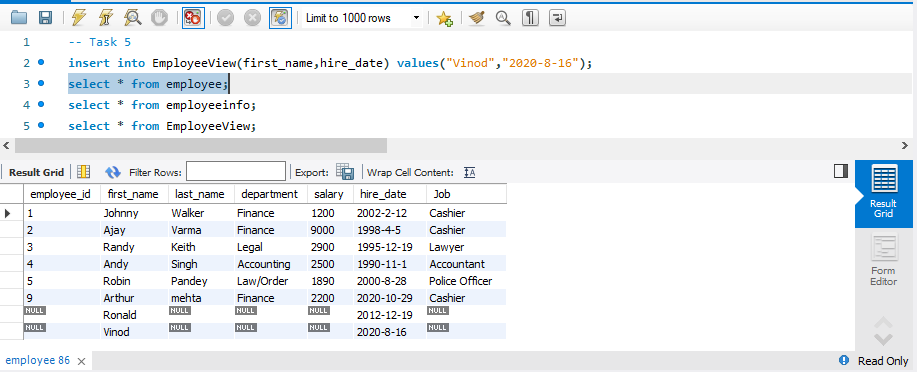 Limit to 1000 rows
1 -- Task 5
2 insert into EmployeeView(first_name,hire_date) values("Vinod","2020-8-16");
3 select * from employee;
4 select * from employeeinfo;
5 select * from EmployeeView;
Result Grid Filter Rows: Export: Wrap Cell Content:
employee_id first_name last_name department salary hire_date Job
1 Johnny Walker Finance 1200 2002-2-12 Cashier
2 Ajay Varma Finance 9000 1998-4-5 Cashier
3 Randy Keith Legal 2900 1995-12-19 Lawyer
4 Andy Singh Accounting 2500 1990-11-1 Accountant
5 Robin Pandey Law/Order 1890 2000-8-28 Police Officer
9 Arthur mehta Finance 2200 2020-10-29 Cashier
NULL Ronald NULL NULL NULL 2012-12-19 NULL
NULL Vinod NULL NULL NULL 2020-8-16 NULL
Result
Grid
Form
Editor
employee 86 Read Only